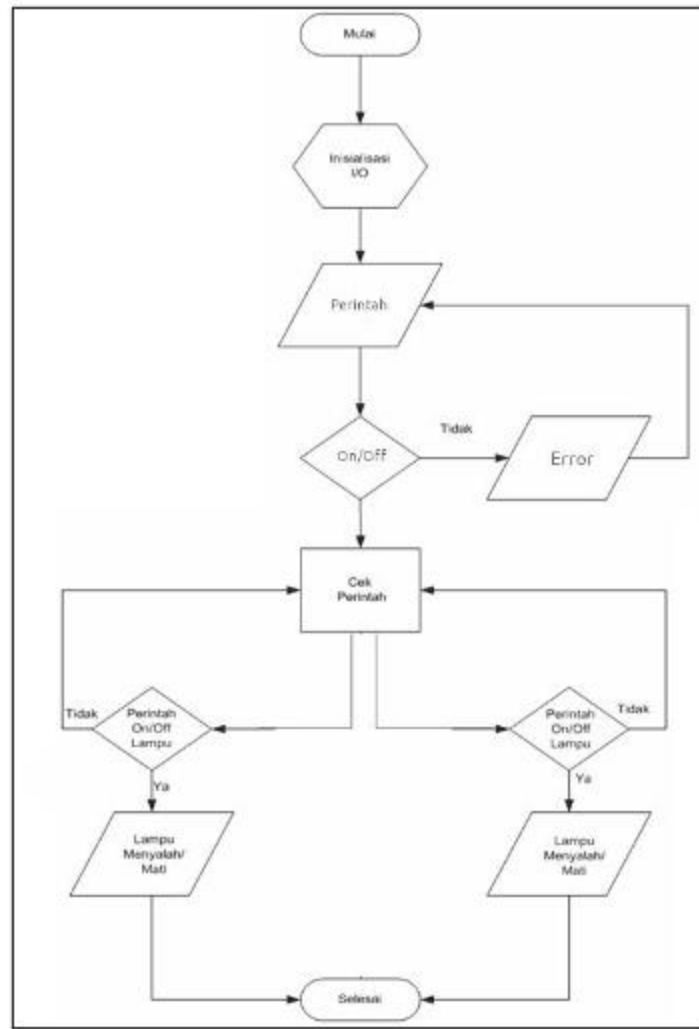 Mulai
Inisialisasi
I/O
Perintah
On/Off
Tidak
Error
Cek
Perintah
Tidak
Perintah
On/Off
Lampu
Ya
Perintah
On/Off
Lampu
Tidak
Ya
Lampu
Menyalah/
Mati
Lampu
Menyalah/
Mati
Selesai